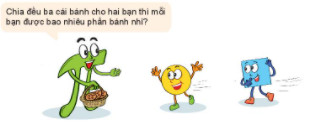 Chia đều ba cái bánh cho hai bạn thì mỗi
bạn được bao nhiêu phần bánh nhỉ?